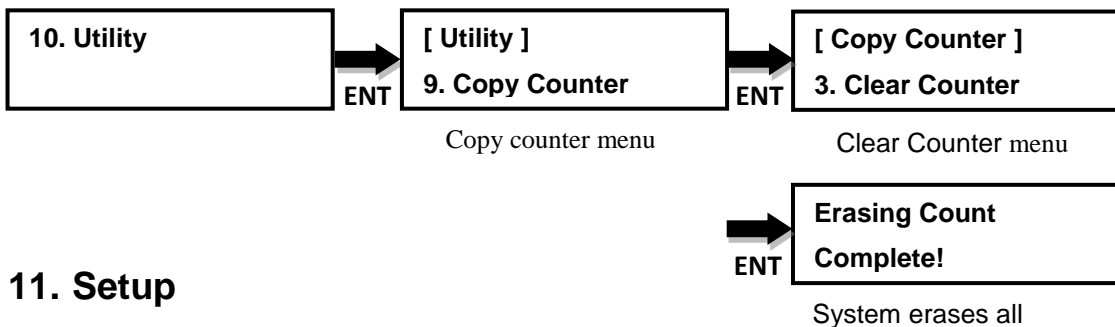 10. Utility
ENT
[ Utility ]
9. Copy Counter
Copy counter menu
ENT
[ Copy Counter ]
3. Clear Counter
Clear Counter menu
ENT
Erasing Count
Complete!
System erases all
11. Setup